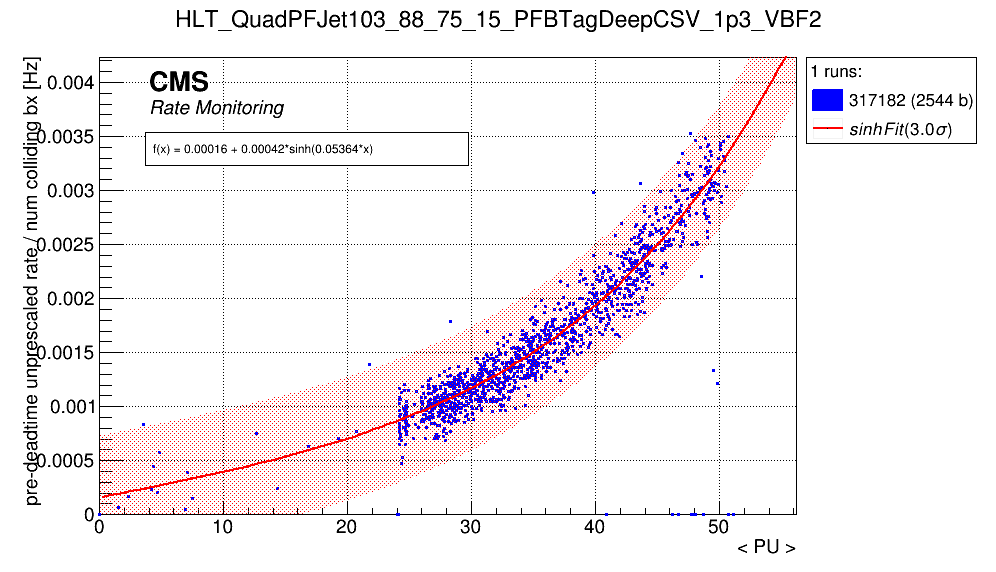 HLT_QuadPFJet103_88_75_15_PFBTagDeepCSV_1p3_VBF2
pre-deadtime unprescaled rate / num colliding bx [Hz]
0.004
0.0035
0.003
0.0025
0.002
0.0015
0.001
0.0005
0
CMS
Rate Monitoring
f(x) = 0.00016 + 0.00042*sinh(0.05364*x)
1 runs:
317182 (2544 b)
sinhFit(3.0σ)
0 10 20 30 40 50
< PU >